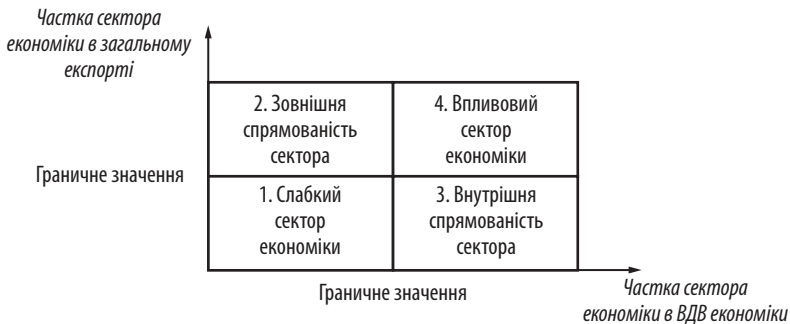 Частка сектора
економіки в загальному
експорті
2. Зовнішня
спрямованість
сектора
4. Впливовий
сектор
економіки
Граничне значення
1. Слабкий
сектор
економіки
3. Внутрішня
спрямованість
сектора
Граничне значення
Частка сектора
економіки в ВДВ економіки